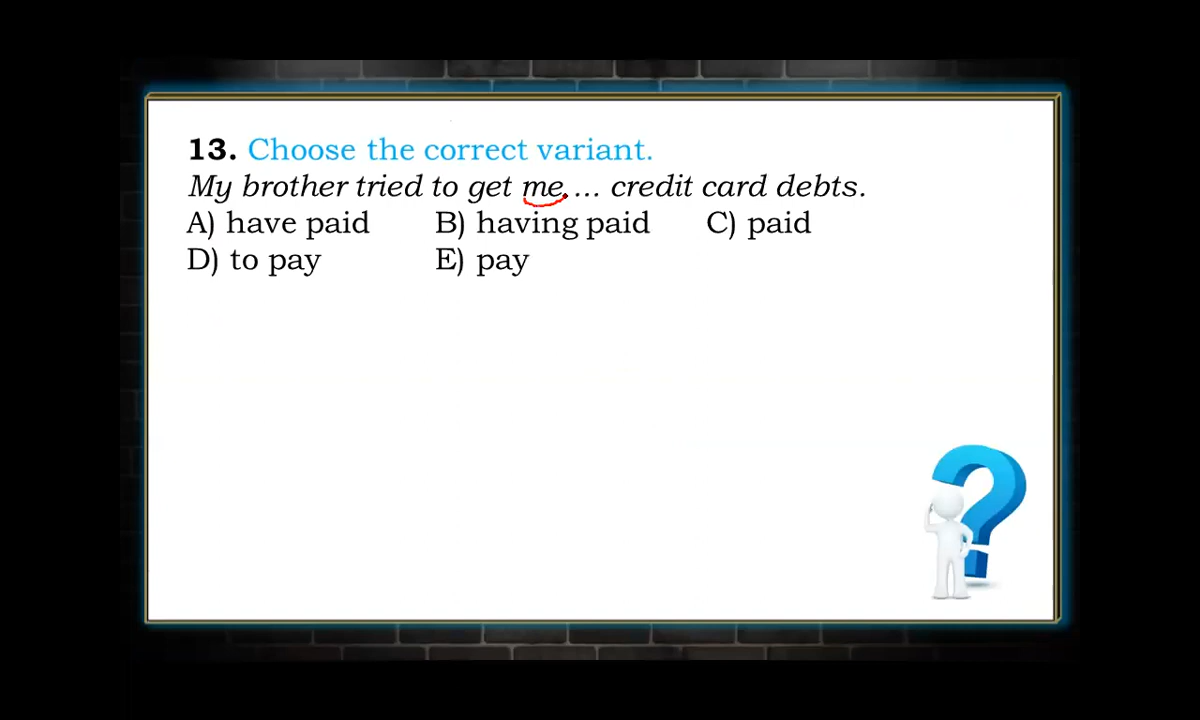 13. Choose the correct variant.
My brother tried to get me ... credit card debts.
A) have paid B) having paid C) paid
D) to pay E) pay